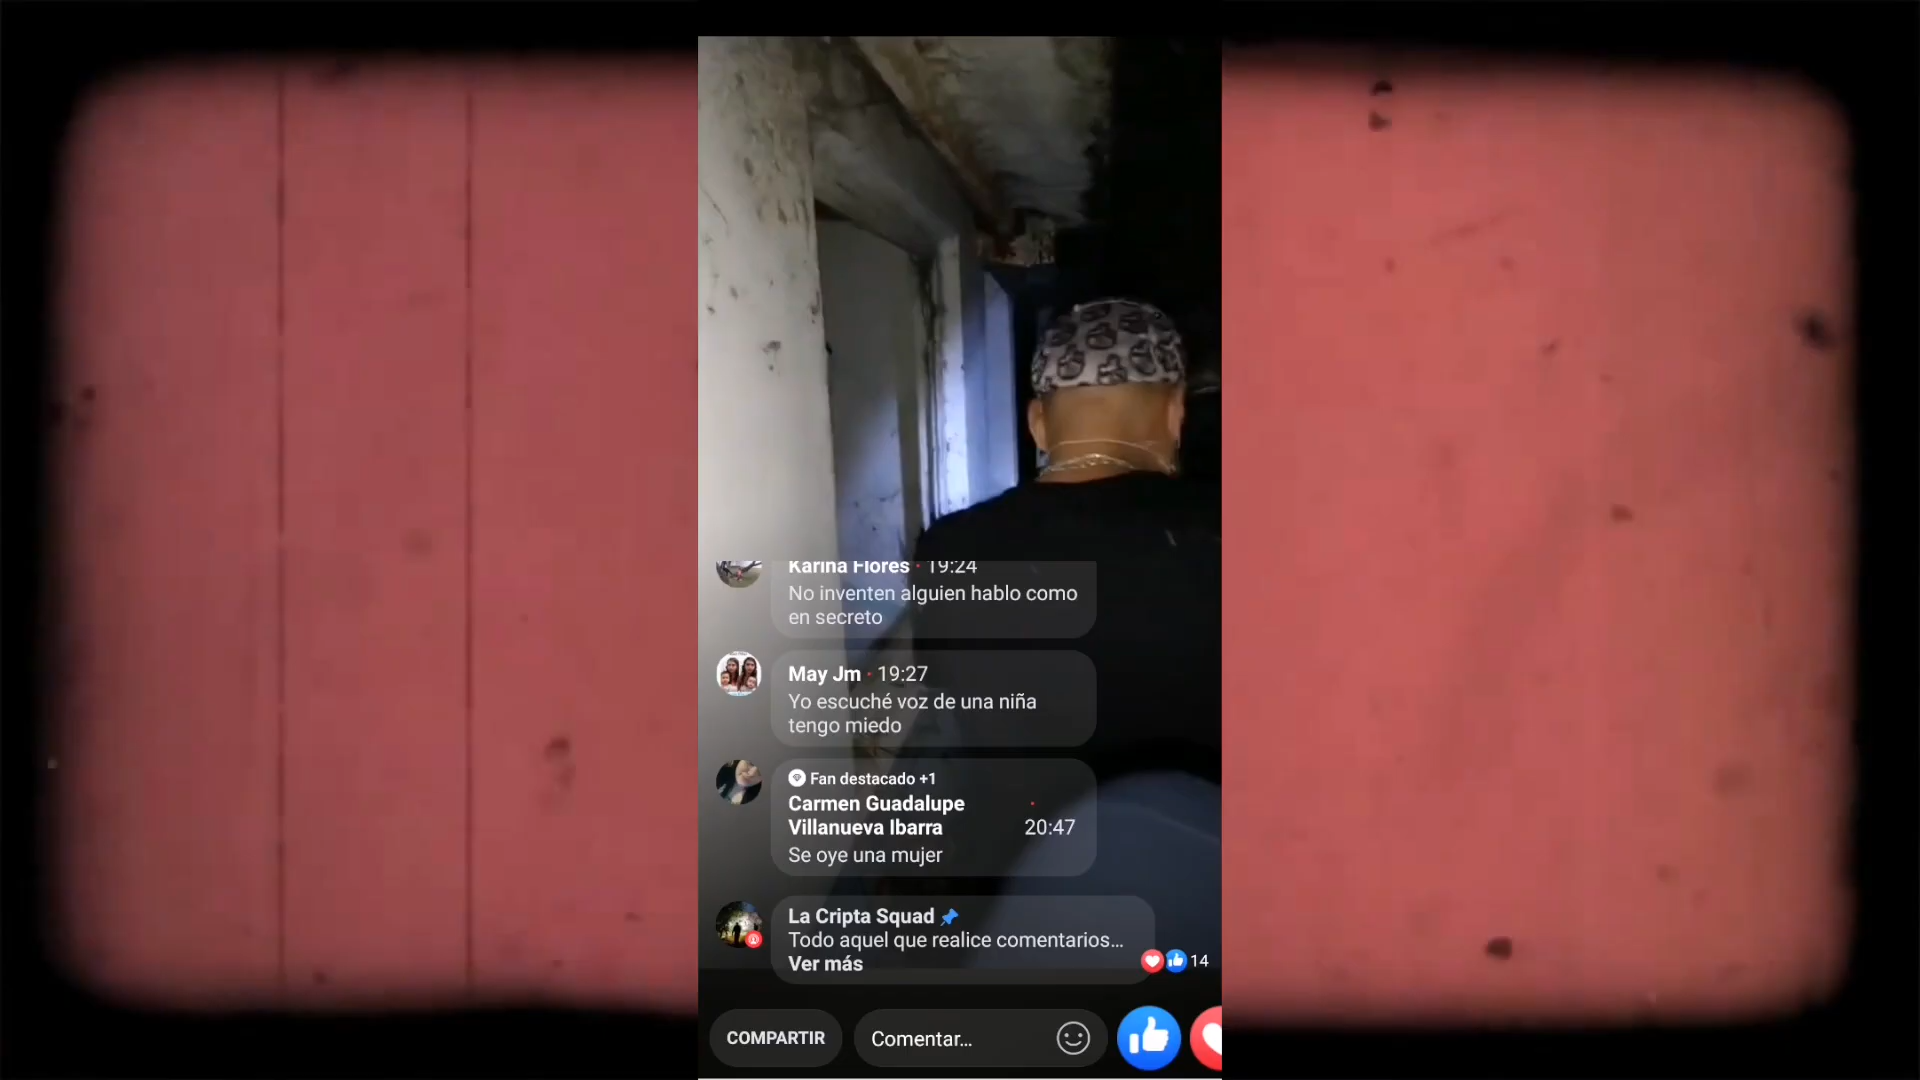 Karina Flores · 19:24
No inventen alguien hablo como
en secreto
May Jm · 19:27
Yo escuché voz de una niña
tengo miedo
Fan destacado +1
Carmen Guadalupe ·
Villanueva Ibarra 20:47
Se oye una mujer
La Cripta Squad
Todo aquel que realice comentarios...
Ver más
14
COMPARTIR
Comentar...